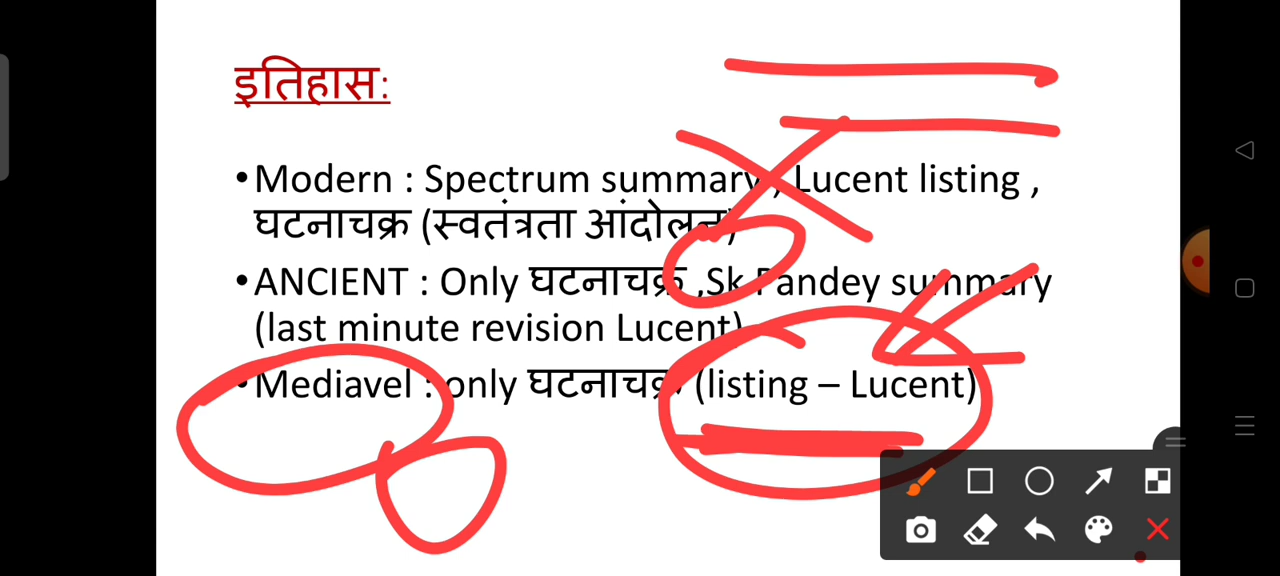 इतिहास:
• Modern : Spectrum summary , Lucent listing ,
घटनाचक्र (स्वतंत्रता आंदोलन)
• ANCIENT : Only घटनाचक्र ,Sk Pandey summary
(last minute revision Lucent)
• Mediavel : only घटनाचक्र (listing – Lucent)